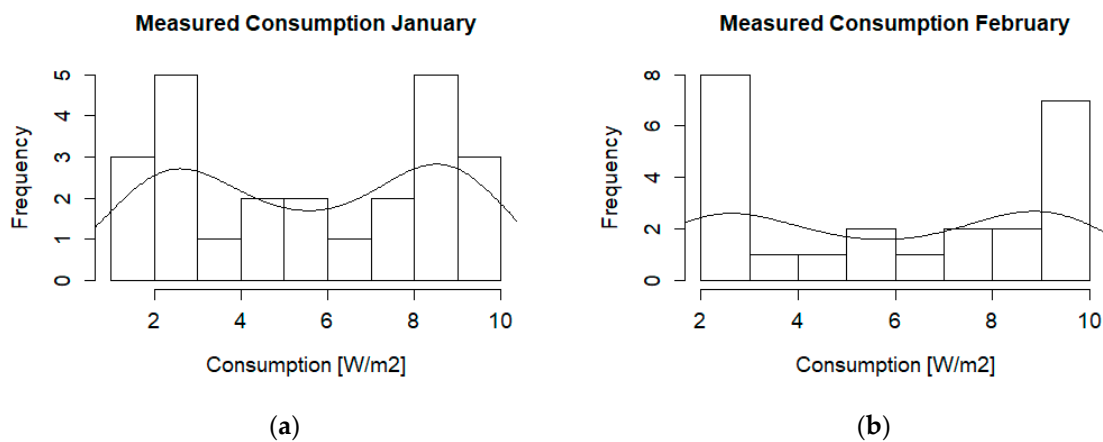 Measured Consumption January
Frequency
0 1 2 3 4 5
2 4 6 8 10
Consumption [W/m2]
(a)
Measured Consumption February
Frequency
0 2 4 6 8
2 4 6 8 10
Consumption [W/m2]
(b)